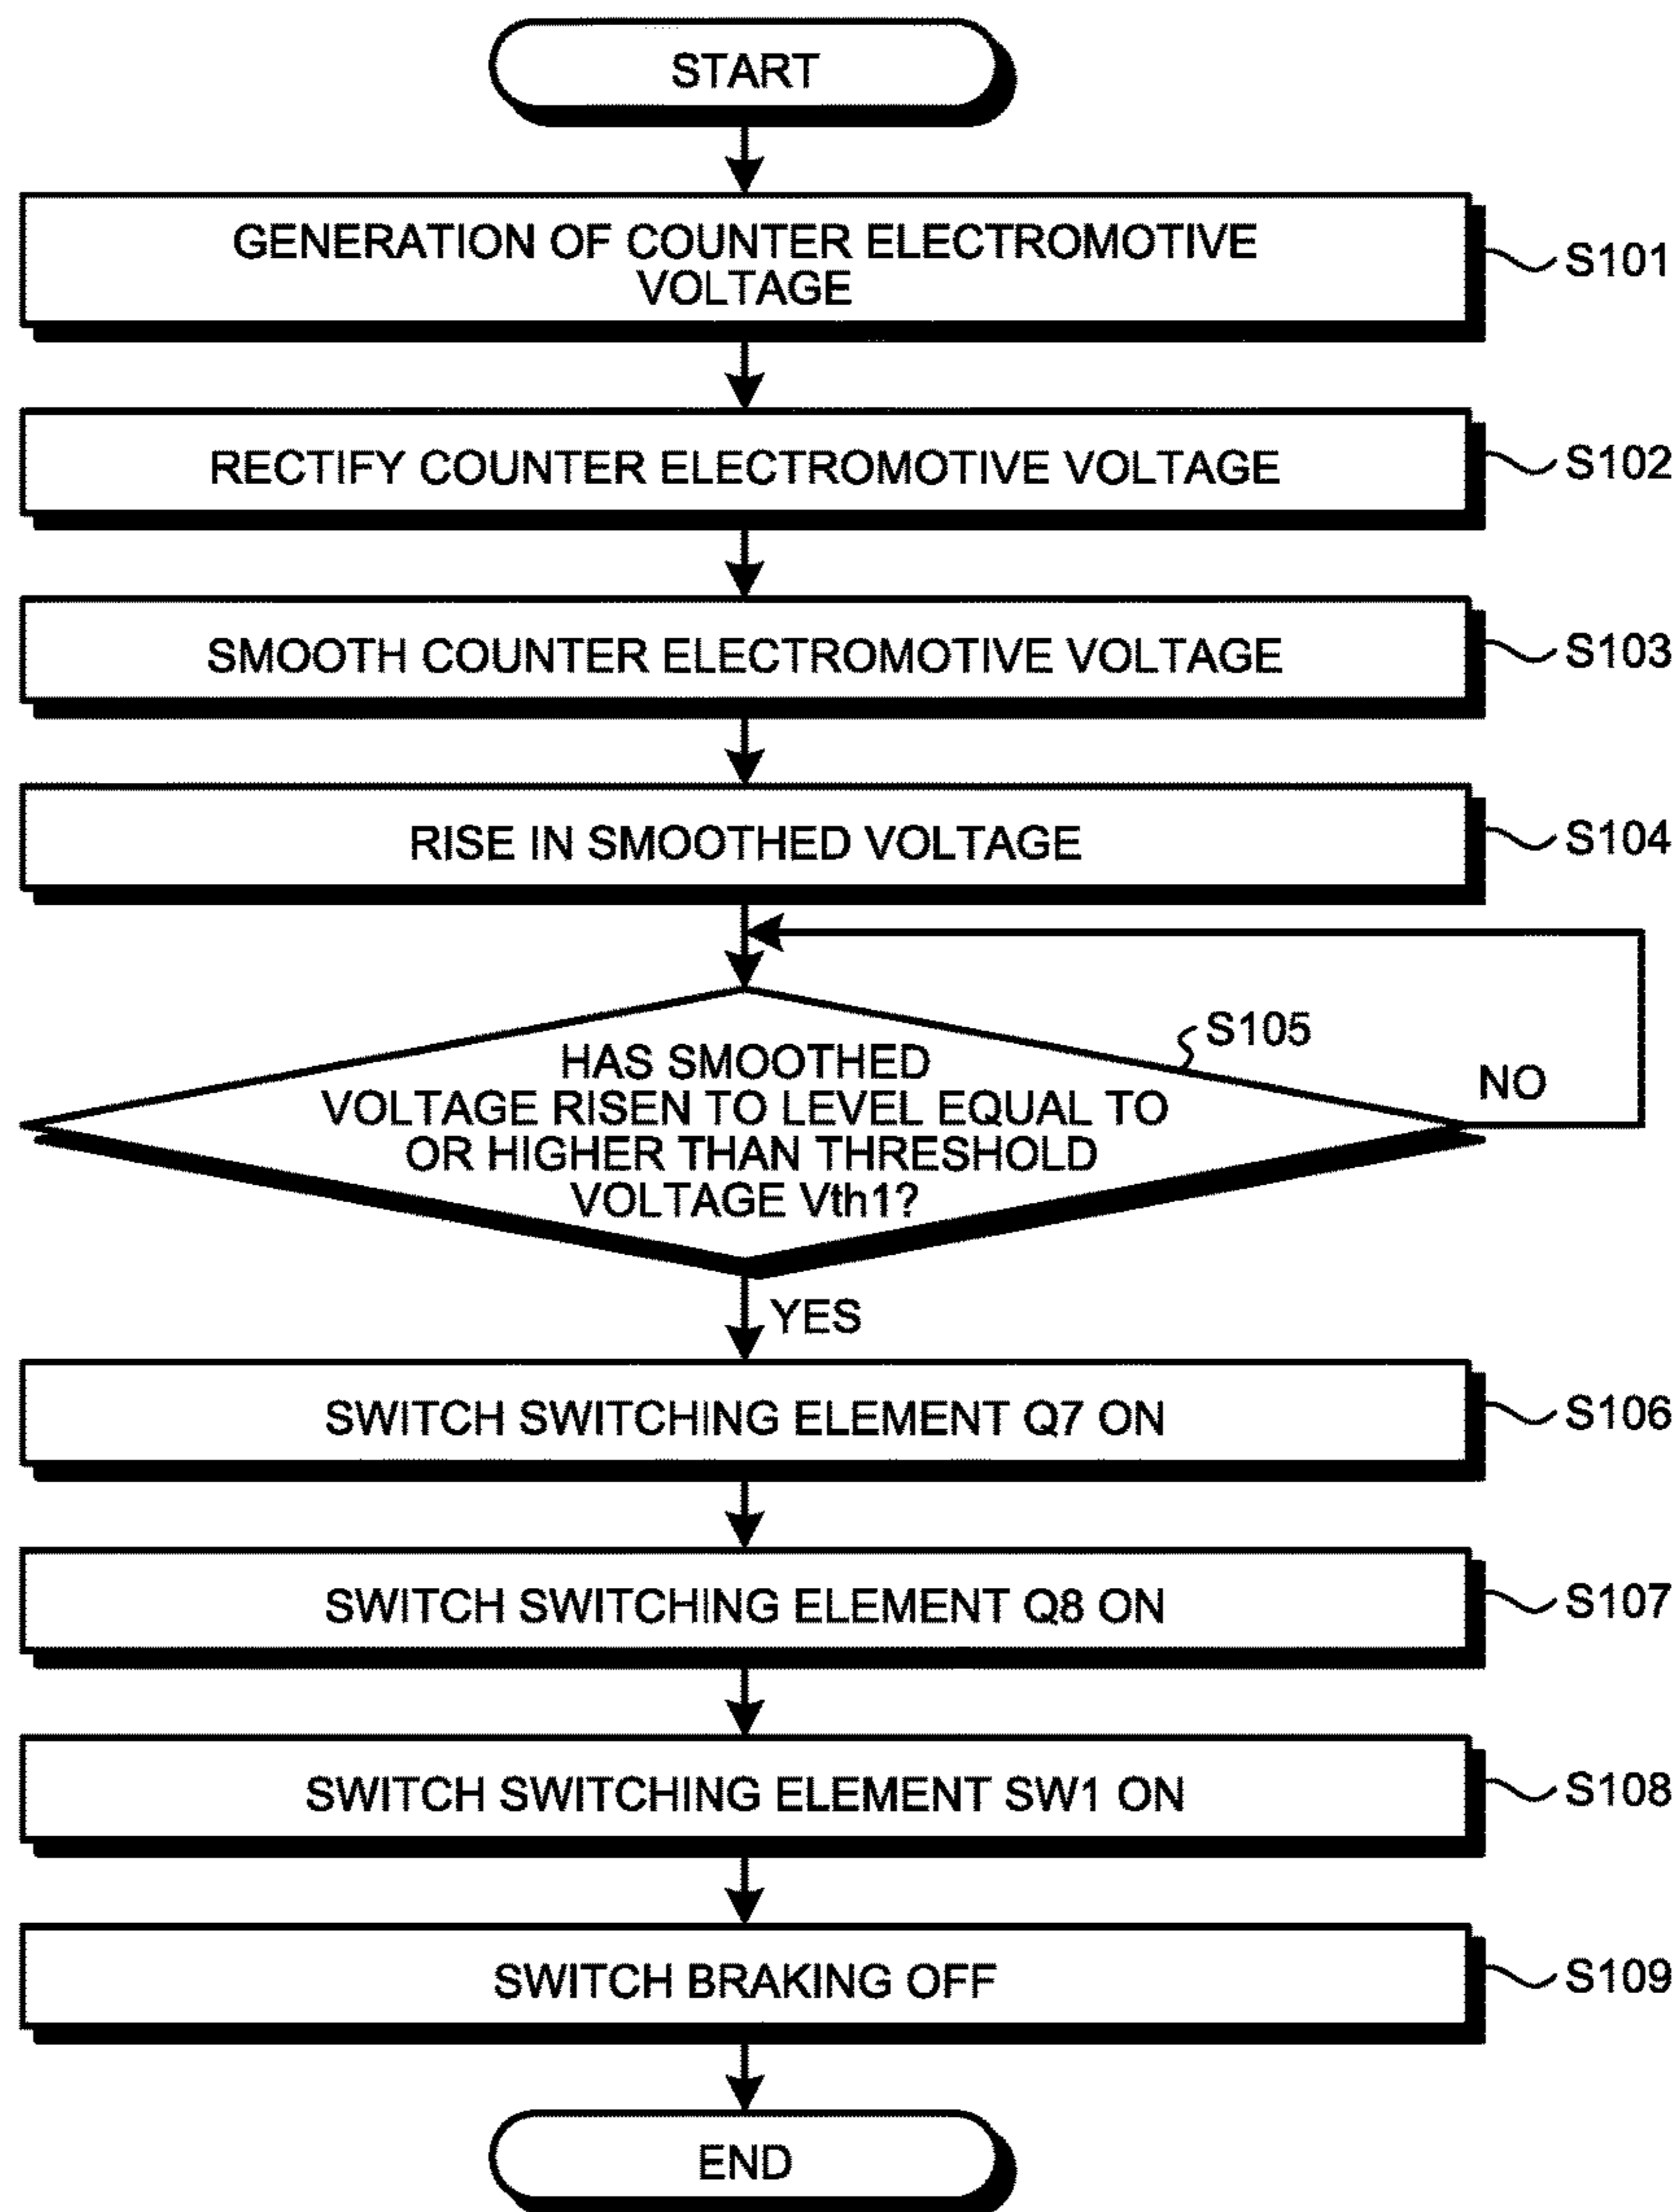 START
GENERATION OF COUNTER ELECTROMOTIVE
VOLTAGE
S101
RECTIFY COUNTER ELECTROMOTIVE VOLTAGE
S102
SMOOTH COUNTER ELECTROMOTIVE VOLTAGE
S103
RISE IN SMOOTHED VOLTAGE
S104
S105
HAS SMOOTHED
VOLTAGE RISEN TO LEVEL EQUAL TO
OR HIGHER THAN THRESHOLD
VOLTAGE Vth1?
NO
YES
SWITCH SWITCHING ELEMENT Q7 ON
S106
SWITCH SWITCHING ELEMENT Q8 ON
S107
SWITCH SWITCHING ELEMENT SW1 ON
S108
SWITCH BRAKING OFF
S109
END